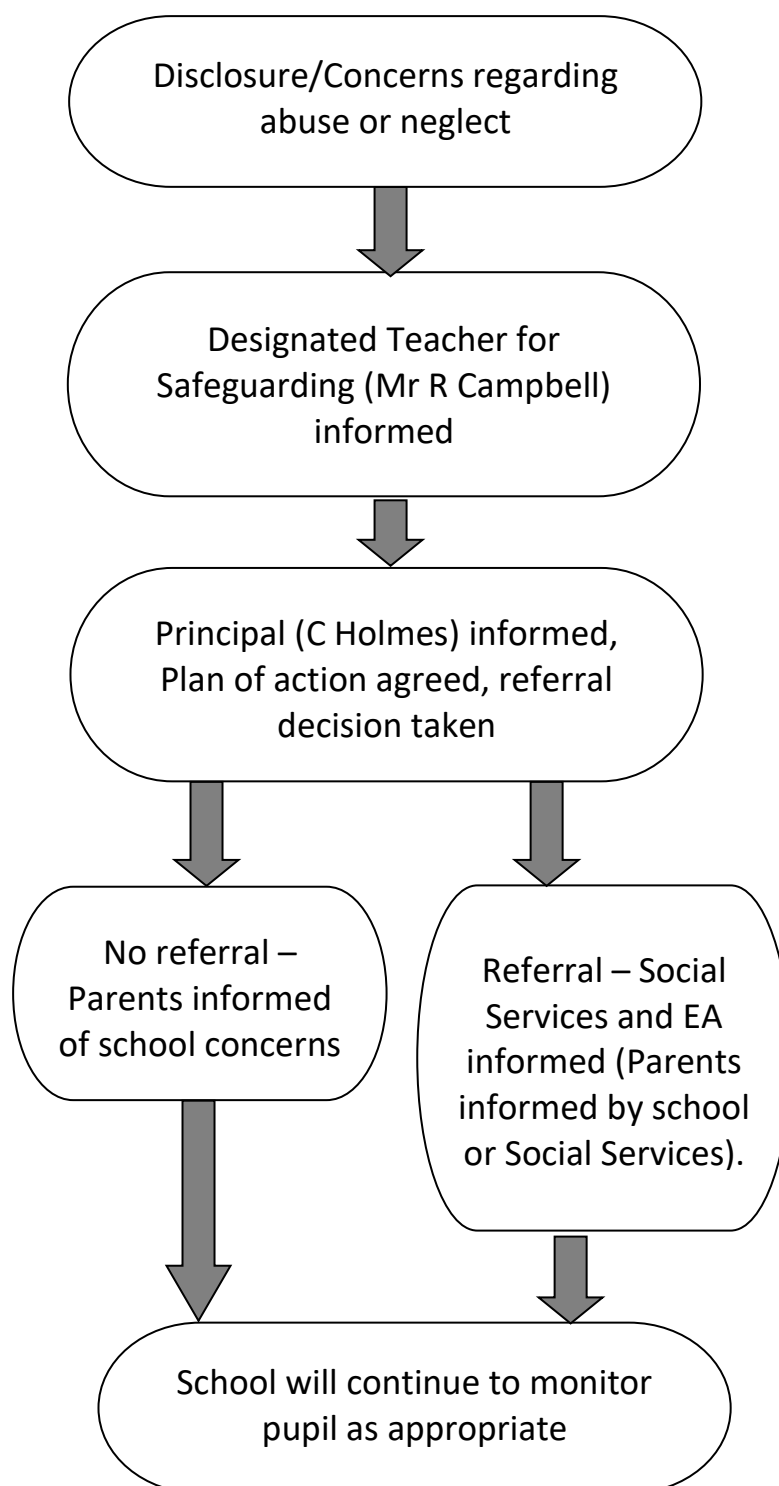 Disclosure/Concerns regarding
abuse or neglect
Designated Teacher for
Safeguarding (Mr R Campbell)
informed
Principal (C Holmes) informed,
Plan of action agreed, referral
decision taken
No referral –
Parents informed
of school concerns
Referral – Social
Services and EA
informed (Parents
informed by school
or Social Services).
School will continue to monitor
pupil as appropriate